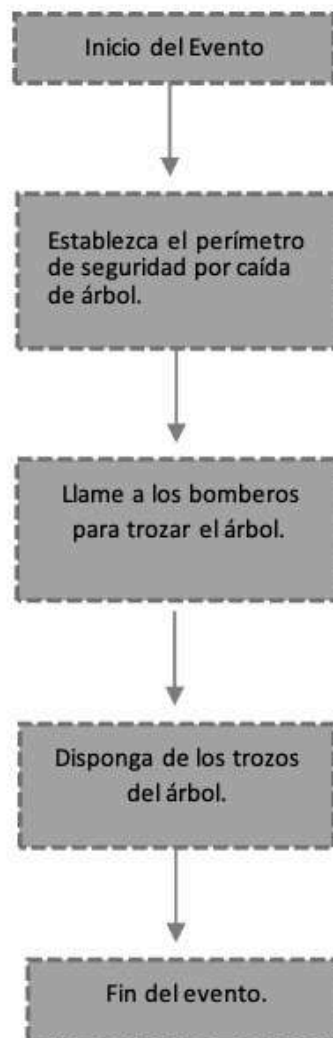 Inicio del Evento
Establezca el perímetro
de seguridad por caída
de árbol.
Llame a los bomberos
para trozar el árbol.
Disponga de los trozos
del árbol.
Fin del evento.